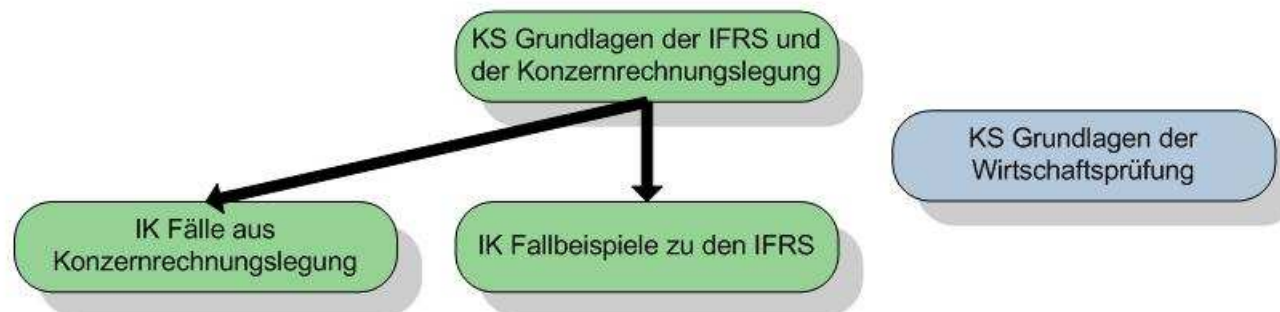 KS Grundlagen der IFRS und
der Konzernrechnungslegung
KS Grundlagen der
Wirtschaftsprüfung
IK Fälle aus
Konzernrechnungslegung
IK Fallbeispiele zu den IFRS